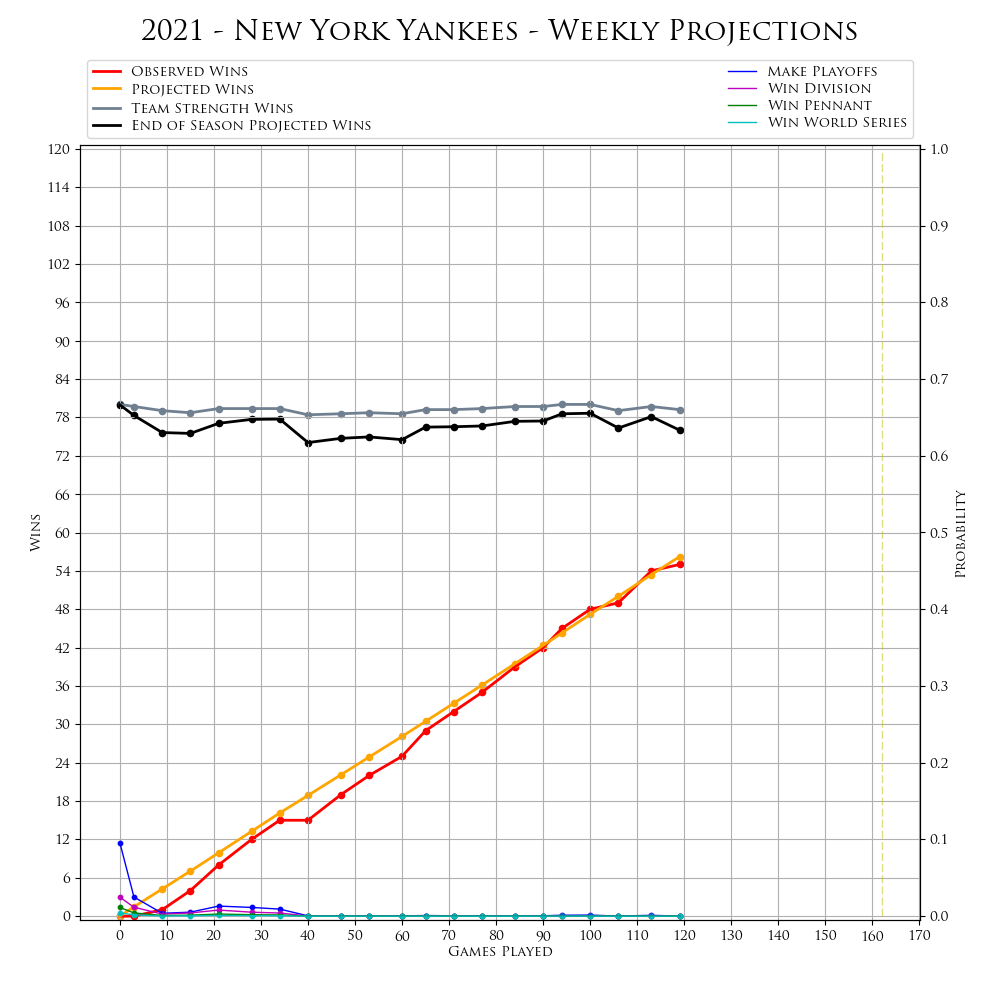 2021 - New York Yankees - Weekly Projections
Observed Wins
Projected Wins
Team Strength Wins
End of Season Projected Wins
Make Playoffs
Win Division
Win Pennant
Win World Series
120
114
108
102
96
90
84
78
72
66
60
54
48
42
36
30
24
18
12
6
0
Wins
1.0
0.9
0.8
0.7
0.6
0.5
0.4
0.3
0.2
0.1
0.0
Probability
0 10 20 30 40 50 60 70 80 90 100 110 120 130 140 150 160 170
Games Played